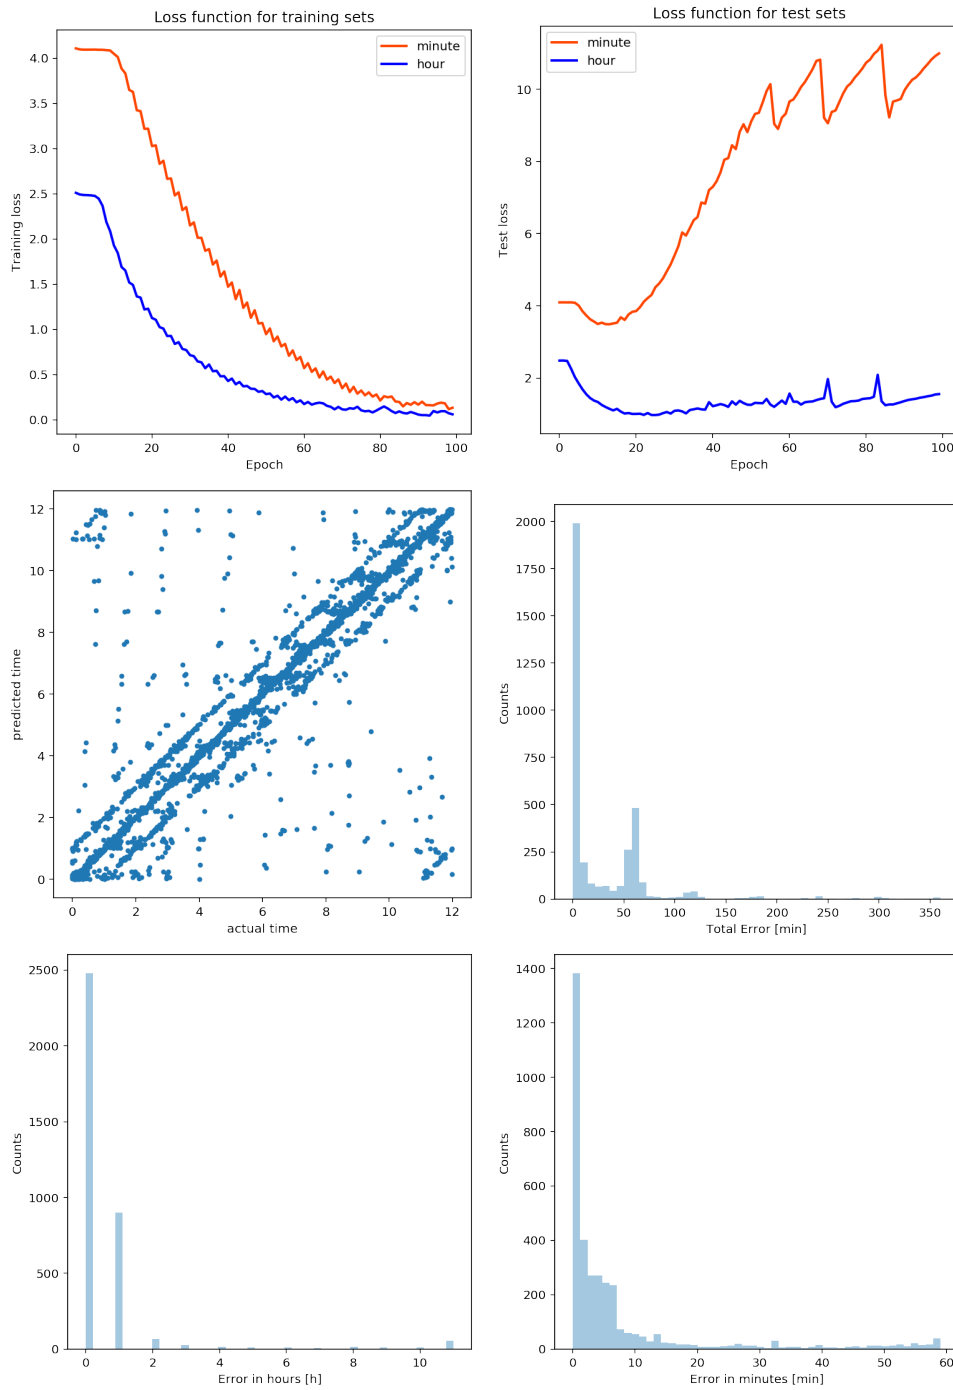 Loss function for training sets
4.0
3.5
3.0
2.5
2.0
1.5
1.0
0.5
0.0
Training loss
minute
hour
0 20 40 60 80 100
Epoch
Loss function for test sets
10
8
6
4
2
Test loss
minute
hour
0 20 40 60 80 100
Epoch
12
10
8
6
4
2
0
predicted time
0 2 4 6 8 10 12
actual time
2000
1750
1500
1250
1000
750
500
250
0
Counts
0 50 100 150 200 250 300 350
Total Error [min]
2500
2000
1500
1000
500
0
Counts
0 2 4 6 8 10
Error in hours [h]
1400
1200
1000
800
600
400
200
0
Counts
0 10 20 30 40 50 60
Error in minutes [min]